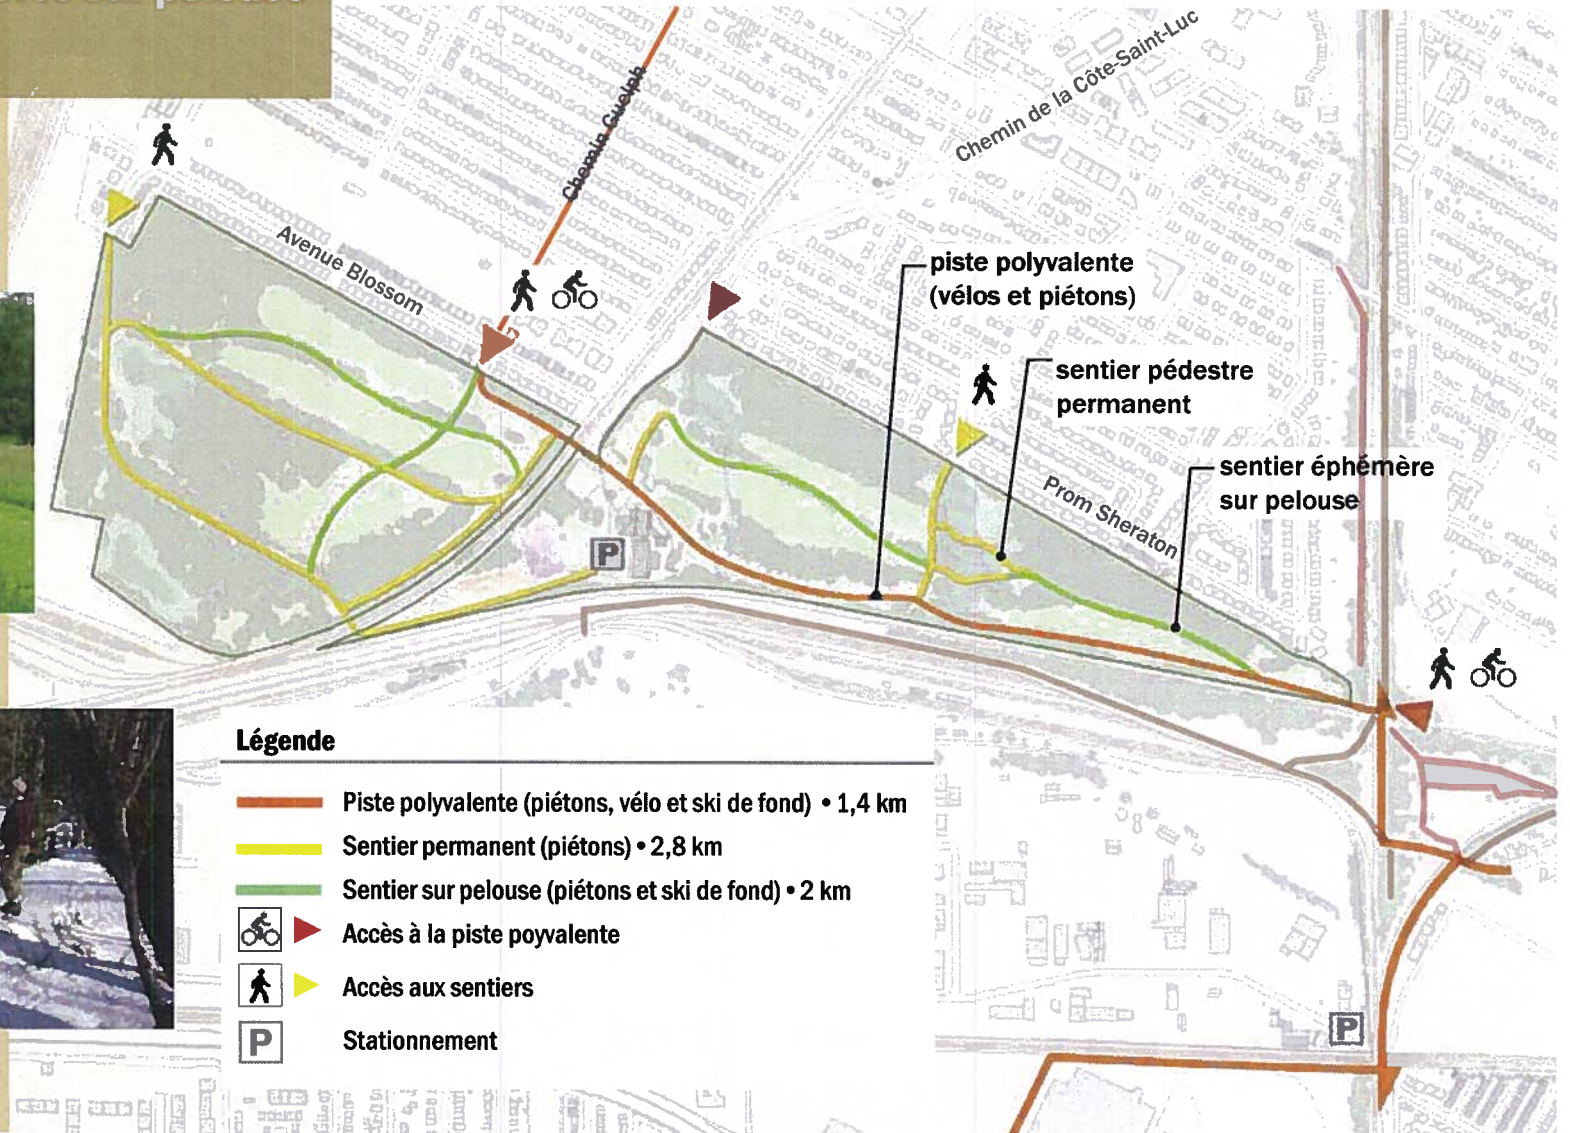 Chemin de la Côte-Saint-Luc
Chemin Guelph
Avenue Blossom
piste polyvalente
(vélos et piétons)
sentier pédestre
permanent
sentier éphémère
sur pelouse
Prom Sheraton
P
Légende
Piste polyvalente (piétons, vélo et ski de fond) • 1,4 km
Sentier permanent (piétons) • 2,8 km
Sentier sur pelouse (piétons et ski de fond) • 2 km
Accès à la piste poyvalente
Accès aux sentiers
P Stationnement
P